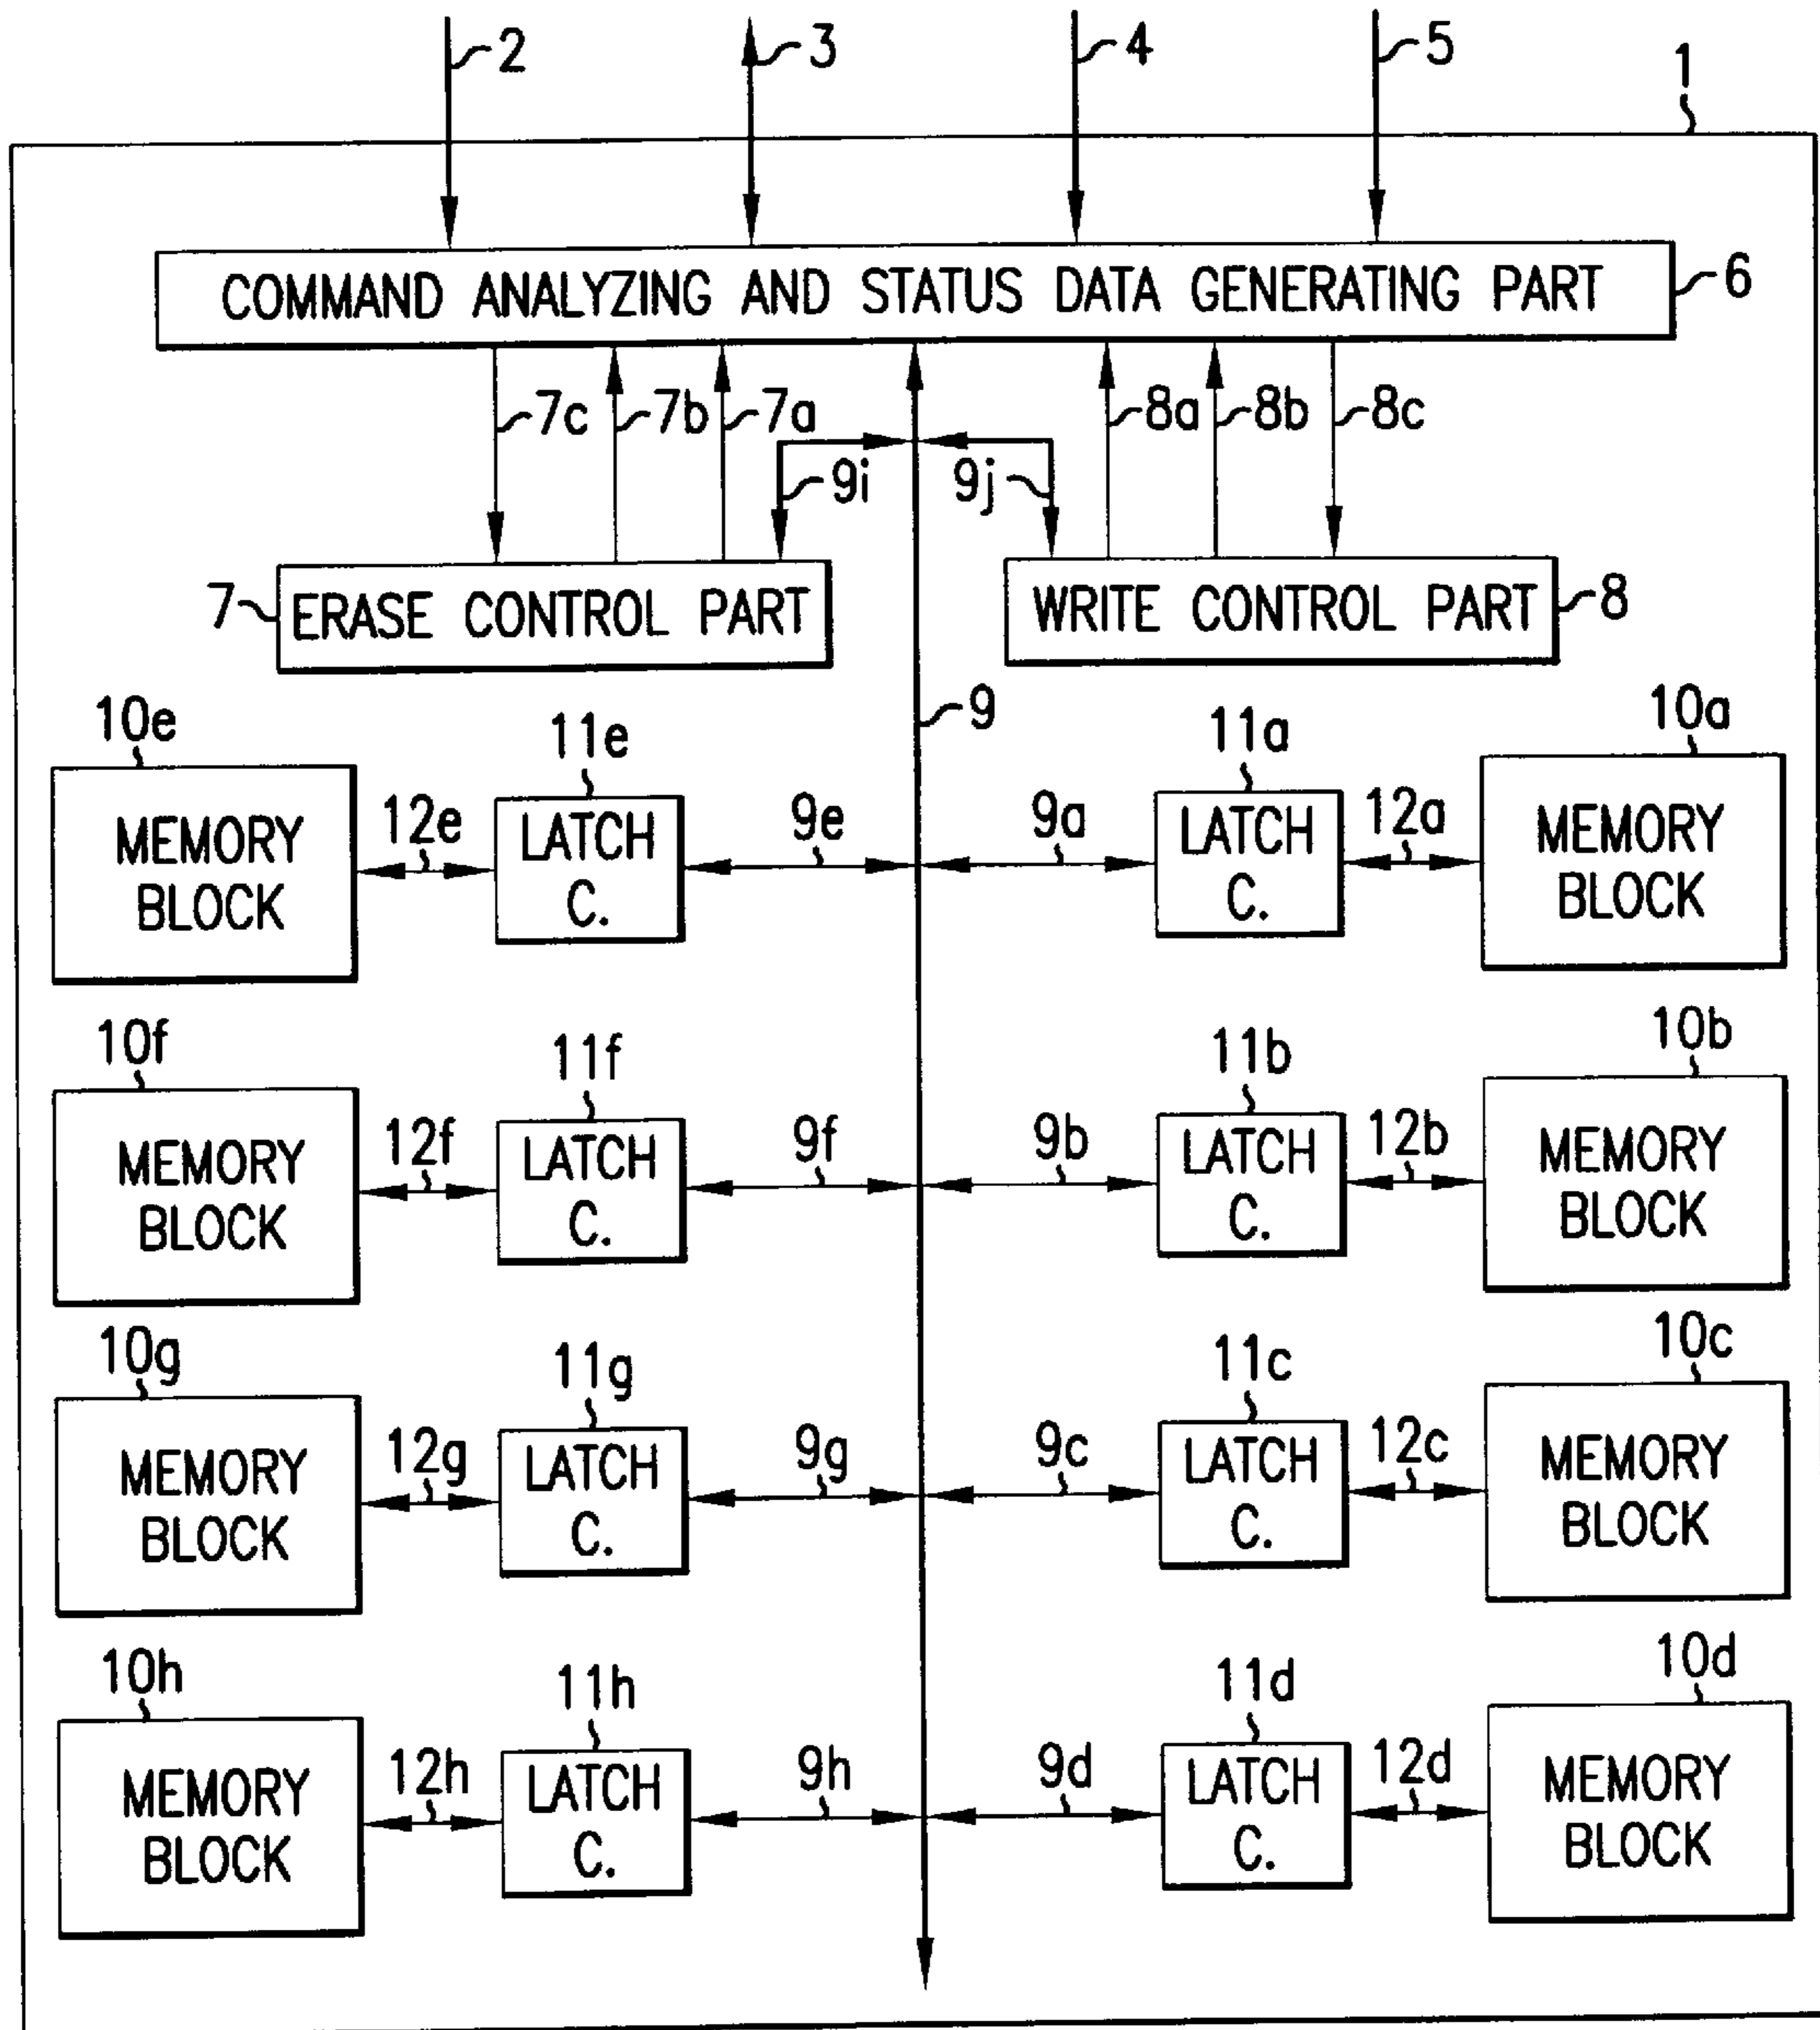 2
3
4
5
1
COMMAND ANALYZING AND STATUS DATA GENERATING PART
6
7c
7b
7a
8a
8b
8c
9i
9j
7
ERASE CONTROL PART
WRITE CONTROL PART
8
9
10e
11e
11a
10a
MEMORY
BLOCK
12e
LATCH
C.
9e
9a
LATCH
C.
12a
MEMORY
BLOCK
10f
11f
11b
10b
MEMORY
BLOCK
12f
LATCH
C.
9f
9b
LATCH
C.
12b
MEMORY
BLOCK
10g
11g
11c
10c
MEMORY
BLOCK
12g
LATCH
C.
9g
9c
LATCH
C.
12c
MEMORY
BLOCK
10h
11h
11d
10d
MEMORY
BLOCK
12h
LATCH
C.
9h
9d
LATCH
C.
12d
MEMORY
BLOCK